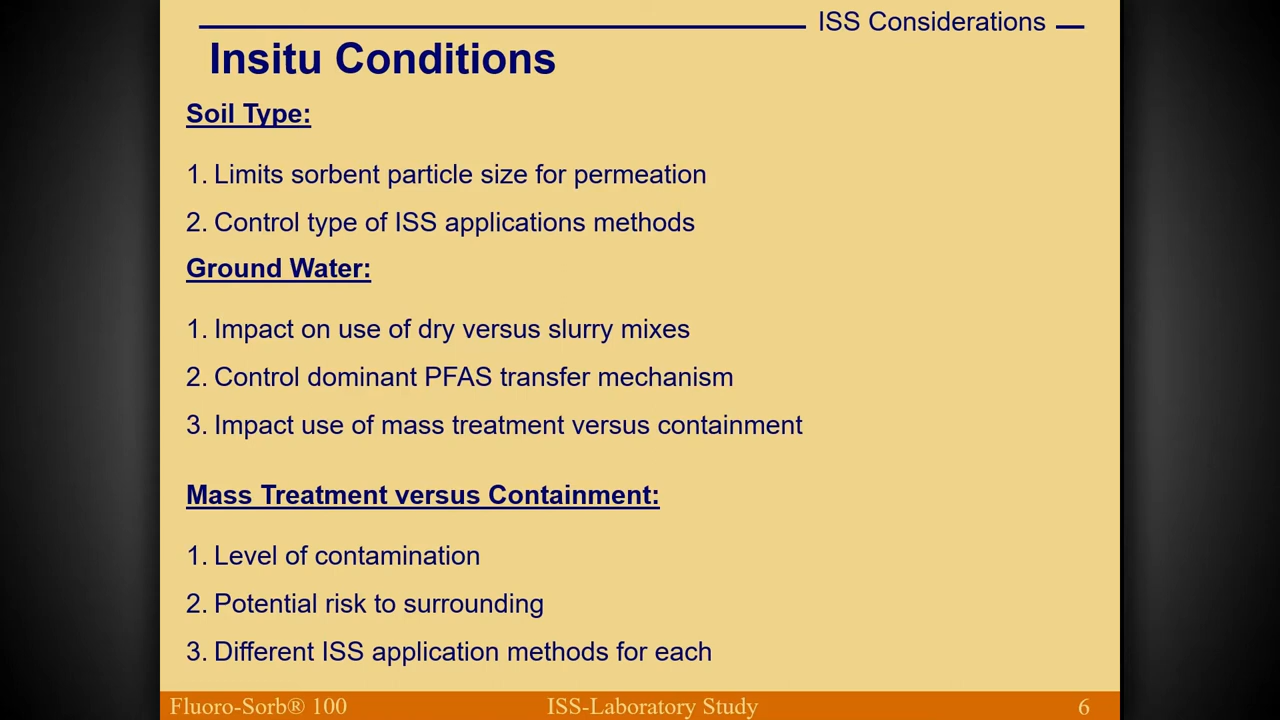 ISS Considerations
Insitu Conditions
Soil Type:
1. Limits sorbent particle size for permeation
2. Control type of ISS applications methods
Ground Water:
1. Impact on use of dry versus slurry mixes
2. Control dominant PFAS transfer mechanism
3. Impact use of mass treatment versus containment
Mass Treatment versus Containment:
1. Level of contamination
2. Potential risk to surrounding
3. Different ISS application methods for each
Fluoro-Sorb® 100 ISS-Laboratory Study 6